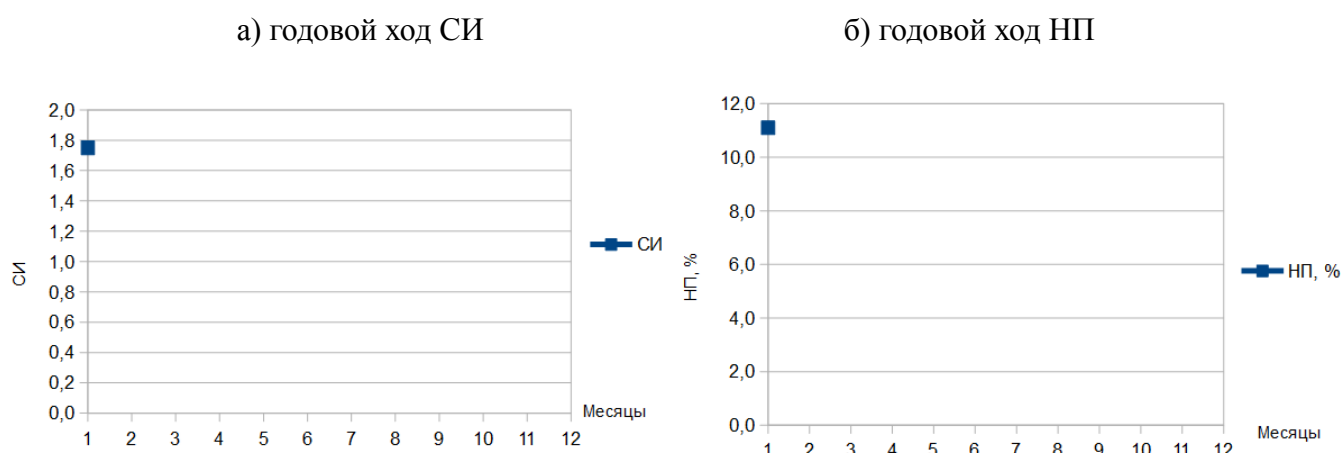 а) годовой ход СИ
б) годовой ход НП
2,0
1,8
1,6
1,4
1,2
1,0
0,8
0,6
0,4
0,2
0,0
СИ
1 2 3 4 5 6 7 8 9 10 11 12
Месяцы
СИ
12,0
10,0
8,0
6,0
4,0
2,0
0,0
НП, %
1 2 3 4 5 6 7 8 9 10 11 12
Месяцы
НП, %